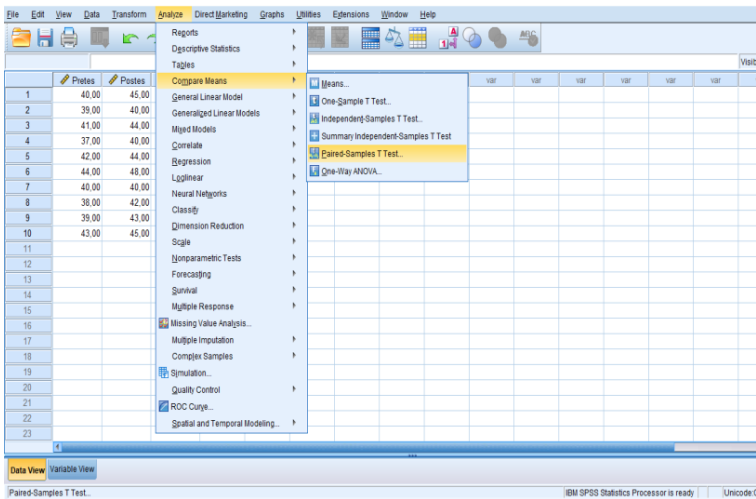 File Edit View Data Transform Analyze Direct Marketing Graphs Utilities Extensions Window Help
Visib
Pretes Postes var var var var var var
1 40,00 45,00
2 39,00 40,00
3 41,00 44,00
4 37,00 40,00
5 42,00 44,00
6 44,00 48,00
7 40,00 40,00
8 38,00 42,00
9 39,00 43,00
10 43,00 45,00
11
12
13
14
15
16
17
18
19
20
21
22
23
Reports
Descriptive Statistics
Tables
Compare Means
General Linear Model
Generalized Linear Models
Mixed Models
Correlate
Regression
Loglinear
Neural Networks
Classify
Dimension Reduction
Scale
Nonparametric Tests
Forecasting
Survival
Multiple Response
Missing Value Analysis...
Multiple Imputation
Complex Samples
Simulation...
Quality Control
ROC Curve...
Spatial and Temporal Modeling...
Means...
One-Sample T Test...
Independent-Samples T Test...
Summary Independent-Samples T Test
Paired-Samples T Test...
One-Way ANOVA...
Data View Variable View
Paired-Samples T Test... IBM SPSS Statistics Processor is ready Unicode: